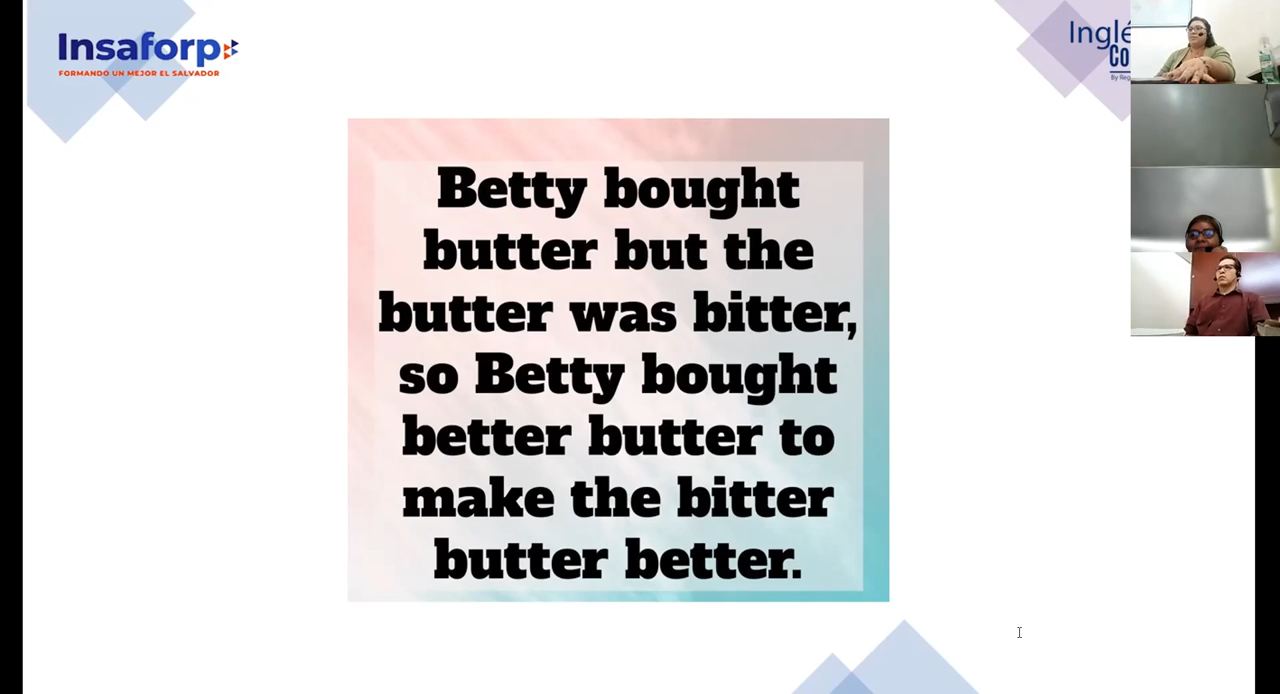 Insaforp
FORMANDO UN MEJOR EL SALVADOR
Betty bought
butter but the
butter was bitter,
so Betty bought
better butter to
make the bitter
butter better.